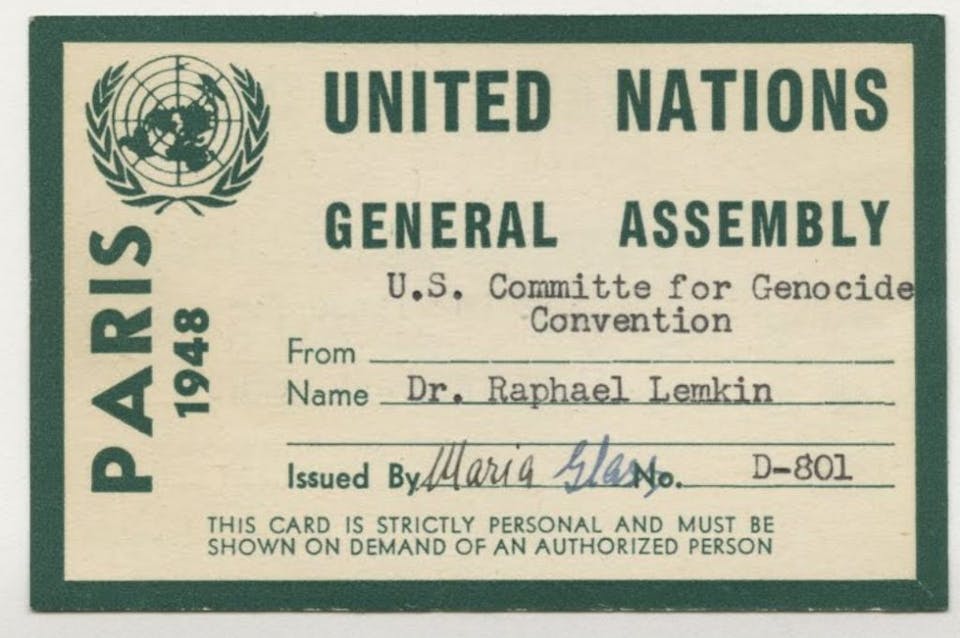 UNITED NATIONS
GENERAL ASSEMBLY
PARIS
1948
U.S. Committe for Genocide
Convention
From
Name Dr. Raphael Lemkin
Issued By Maria Glass No. D-801
THIS CARD IS STRICTLY PERSONAL AND MUST BE
SHOWN ON DEMAND OF AN AUTHORIZED PERSON